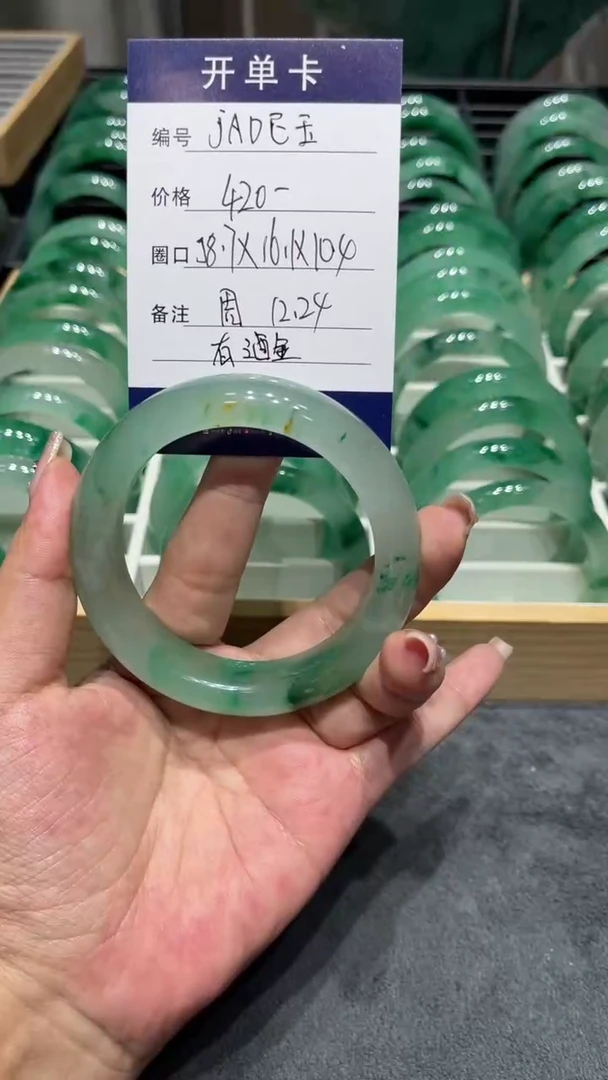 开单卡
编号 JADE玉
价格 420-
圈口 58.7X16.1X10.4
备注 周 12.24
有